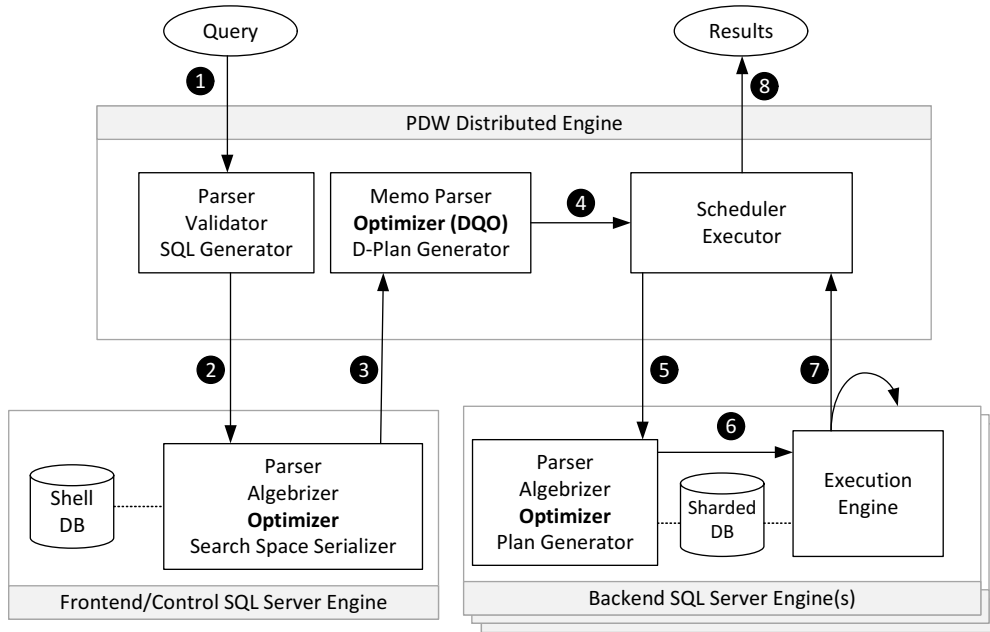 Query
Results
1
8
PDW Distributed Engine
Parser
Validator
SQL Generator
Memo Parser
Optimizer (DQO)
D-Plan Generator
4
Scheduler
Executor
2
3
5
7
6
Shell
DB
Parser
Algebrizer
Optimizer
Search Space Serializer
Parser
Algebrizer
Optimizer
Plan Generator
Sharded
DB
Execution
Engine
Frontend/Control SQL Server Engine
Backend SQL Server Engine(s)